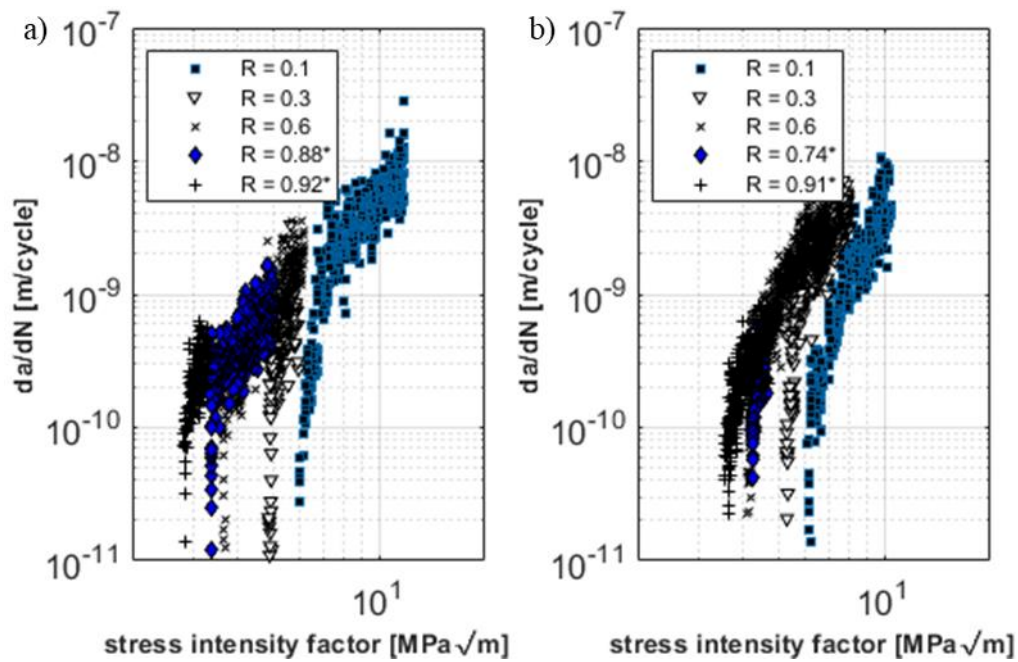 a)
10^-7
10^-8
10^-9
10^-10
10^-11
da/dN [m/cycle]
R = 0.1
R = 0.3
R = 0.6
R = 0.88*
R = 0.92*
10^1
stress intensity factor [MPa√m]
b)
10^-7
10^-8
10^-9
10^-10
10^-11
da/dN [m/cycle]
R = 0.1
R = 0.3
R = 0.6
R = 0.74*
R = 0.91*
10^1
stress intensity factor [MPa√m]